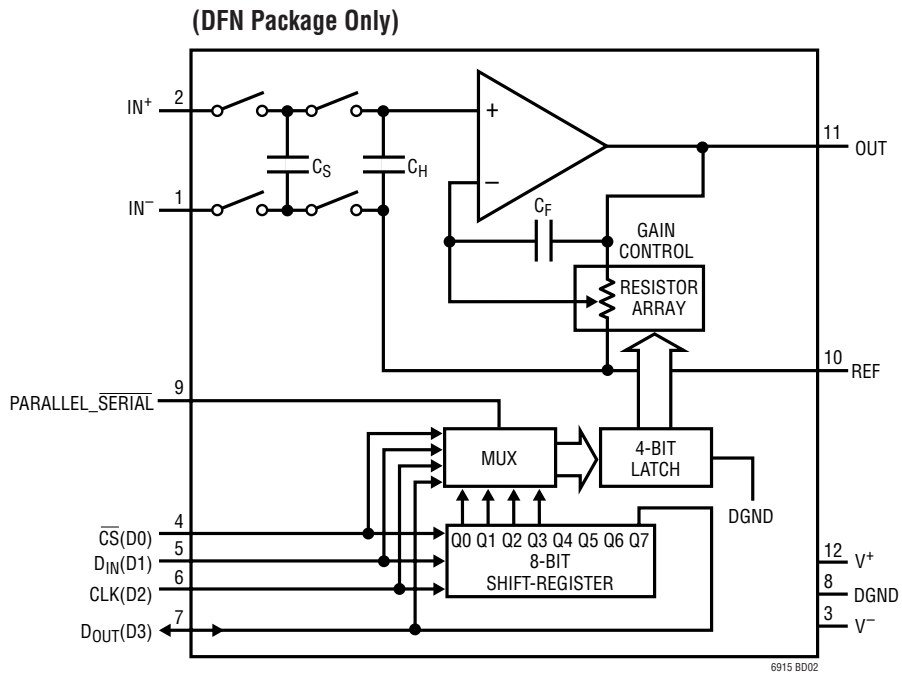 (DFN Package Only)
IN+
2
+
11
OUT
CS
CH
1
IN−
−
CF
GAIN
CONTROL
RESISTOR
ARRAY
10
REF
9
PARALLEL_SERIAL
MUX
4-BIT
LATCH
DGND
4
CS(D0)
5
DIN(D1)
6
CLK(D2)
7
DOUT(D3)
Q0 Q1 Q2 Q3 Q4 Q5 Q6 Q7
8-BIT
SHIFT-REGISTER
12
V+
8
DGND
3
V−
6915 BD02